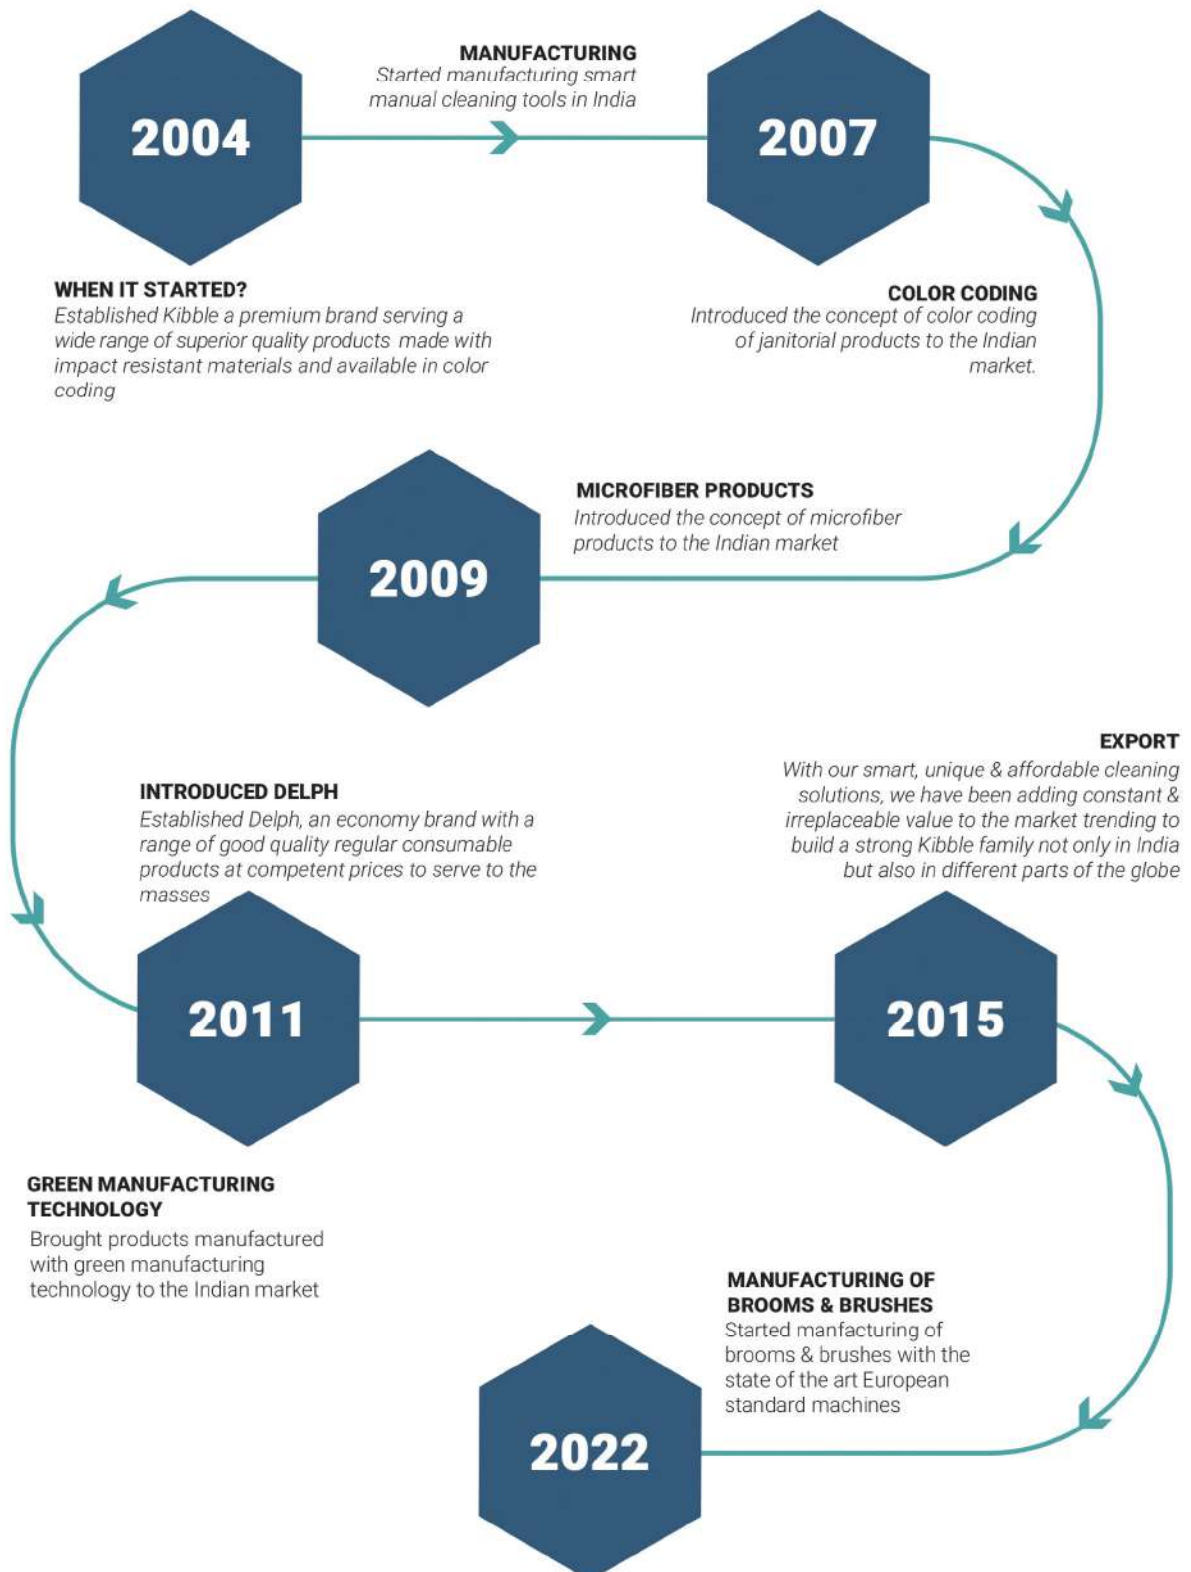 2004
WHEN IT STARTED?
Established Kibble a premium brand serving a
wide range of superior quality products made with
impact resistant materials and available in color
coding
MANUFACTURING
Started manufacturing smart
manual cleaning tools in India
2007
COLOR CODING
Introduced the concept of color coding
of janitorial products to the Indian
market.
2009
MICROFIBER PRODUCTS
Introduced the concept of microfiber
products to the Indian market
INTRODUCED DELPH
Established Delph, an economy brand with a
range of good quality regular consumable
products at competent prices to serve to the
masses
2011
GREEN MANUFACTURING
TECHNOLOGY
Brought products manufactured
with green manufacturing
technology to the Indian market
EXPORT
With our smart, unique & affordable cleaning
solutions, we have been adding constant &
irreplaceable value to the market trending to
build a strong Kibble family not only in India
but also in different parts of the globe
2015
MANUFACTURING OF
BROOMS & BRUSHES
Started manfacturing of
brooms & brushes with the
state of the art European
standard machines
2022